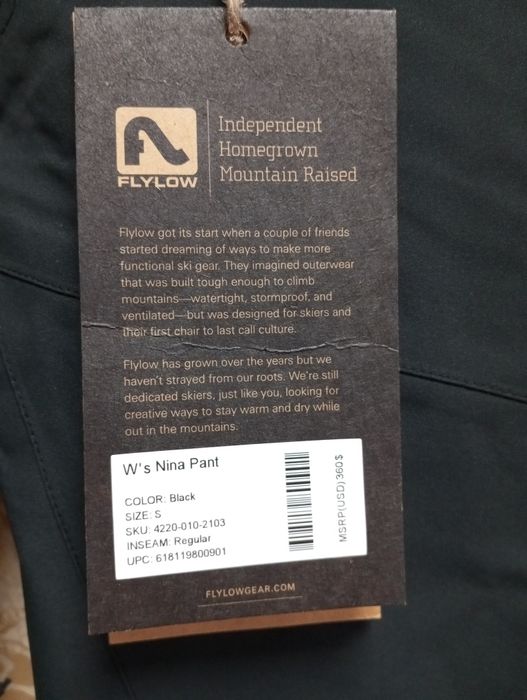 FLYLOW
Independent
Homegrown
Mountain Raised
Flylow got its start when a couple of friends
started dreaming of ways to make more
functional ski gear. They imagined outerwear
that was built tough enough to climb
mountains—watertight, stormproof, and
ventilated—but was designed for skiers and
their first chair to last call culture.
Flylow has grown over the years but we
haven't strayed from our roots. We're still
dedicated skiers, just like you, looking for
creative ways to stay warm and dry while
out in the mountains.
W's Nina Pant
COLOR: Black
SIZE: S
SKU: 4220-010-2103
INSEAM: Regular
UPC: 618119800901
MSRP(USD)360$
FLYLOWGEAR.COM